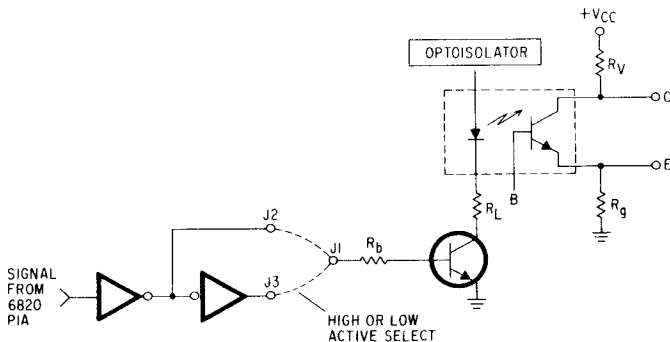 +VCC
OPTOISOLATOR
RV
C
E
B
RL
Rg
J2
J1
Rb
J3
SIGNAL
FROM
6820
PIA
HIGH OR LOW
ACTIVE SELECT